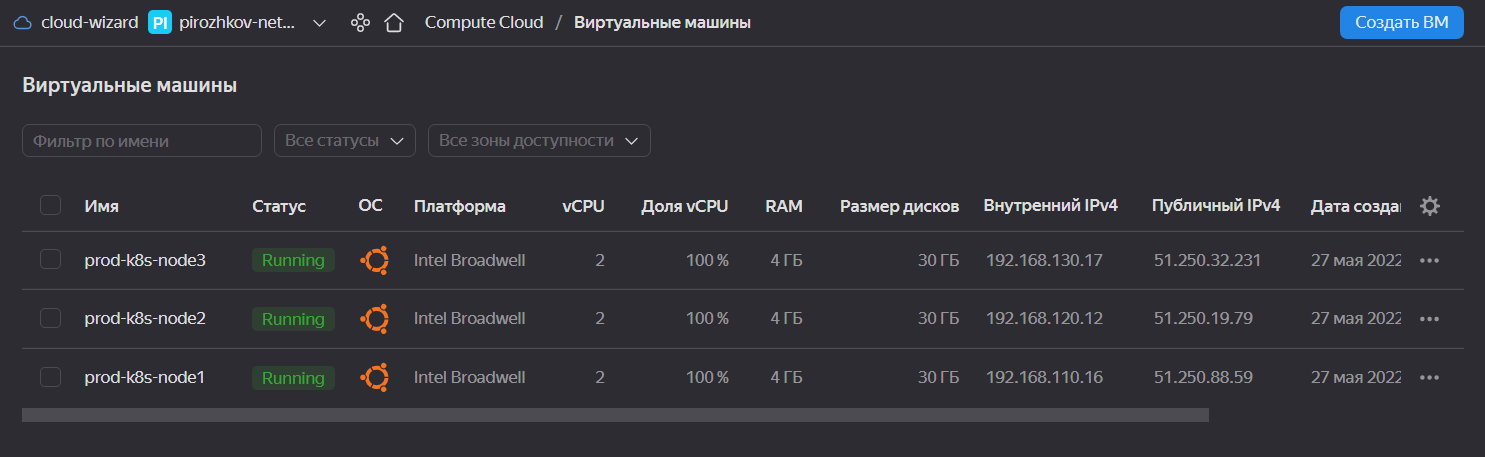 cloud-wizard PI pirozhkov-net... Compute Cloud / Виртуальные машины Создать ВМ
Виртуальные машины
Фильтр по имени Все статусы Все зоны доступности
Имя Статус ОС Платформа vCPU Доля vCPU RAM Размер дисков Внутренний IPv4 Публичный IPv4 Дата создан
prod-k8s-node3 Running Intel Broadwell 2 100 % 4 ГБ 30 ГБ 192.168.130.17 51.250.32.231 27 мая 2022
prod-k8s-node2 Running Intel Broadwell 2 100 % 4 ГБ 30 ГБ 192.168.120.12 51.250.19.79 27 мая 2022
prod-k8s-node1 Running Intel Broadwell 2 100 % 4 ГБ 30 ГБ 192.168.110.16 51.250.88.59 27 мая 2022